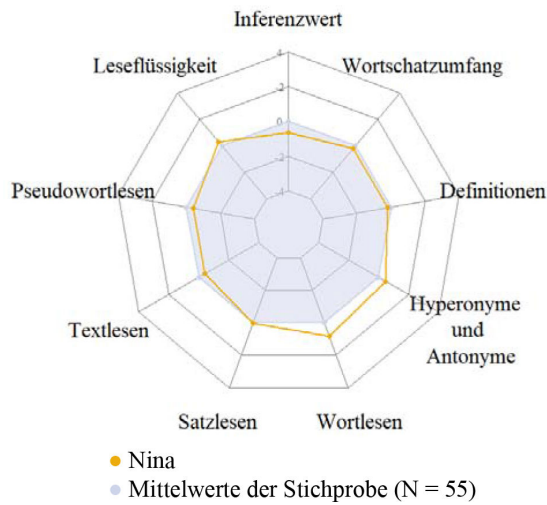 Inferenzwert
4
Leseflüssigkeit
Wortschatzumfang
2
0
-2
Pseudowortlesen
-4
Definitionen
Textlesen
Hyperonyme
und
Antonyme
Satzlesen
Wortlesen
Nina
Mittelwerte der Stichprobe (N = 55)